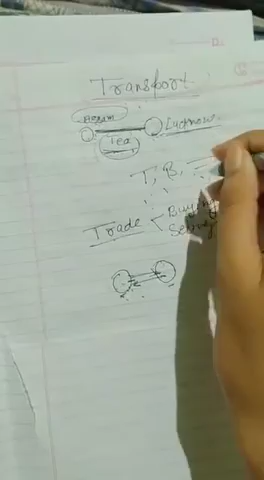 Transport
Assam
Lucknow
Tea
T, B,
Trade < Buying
Selling